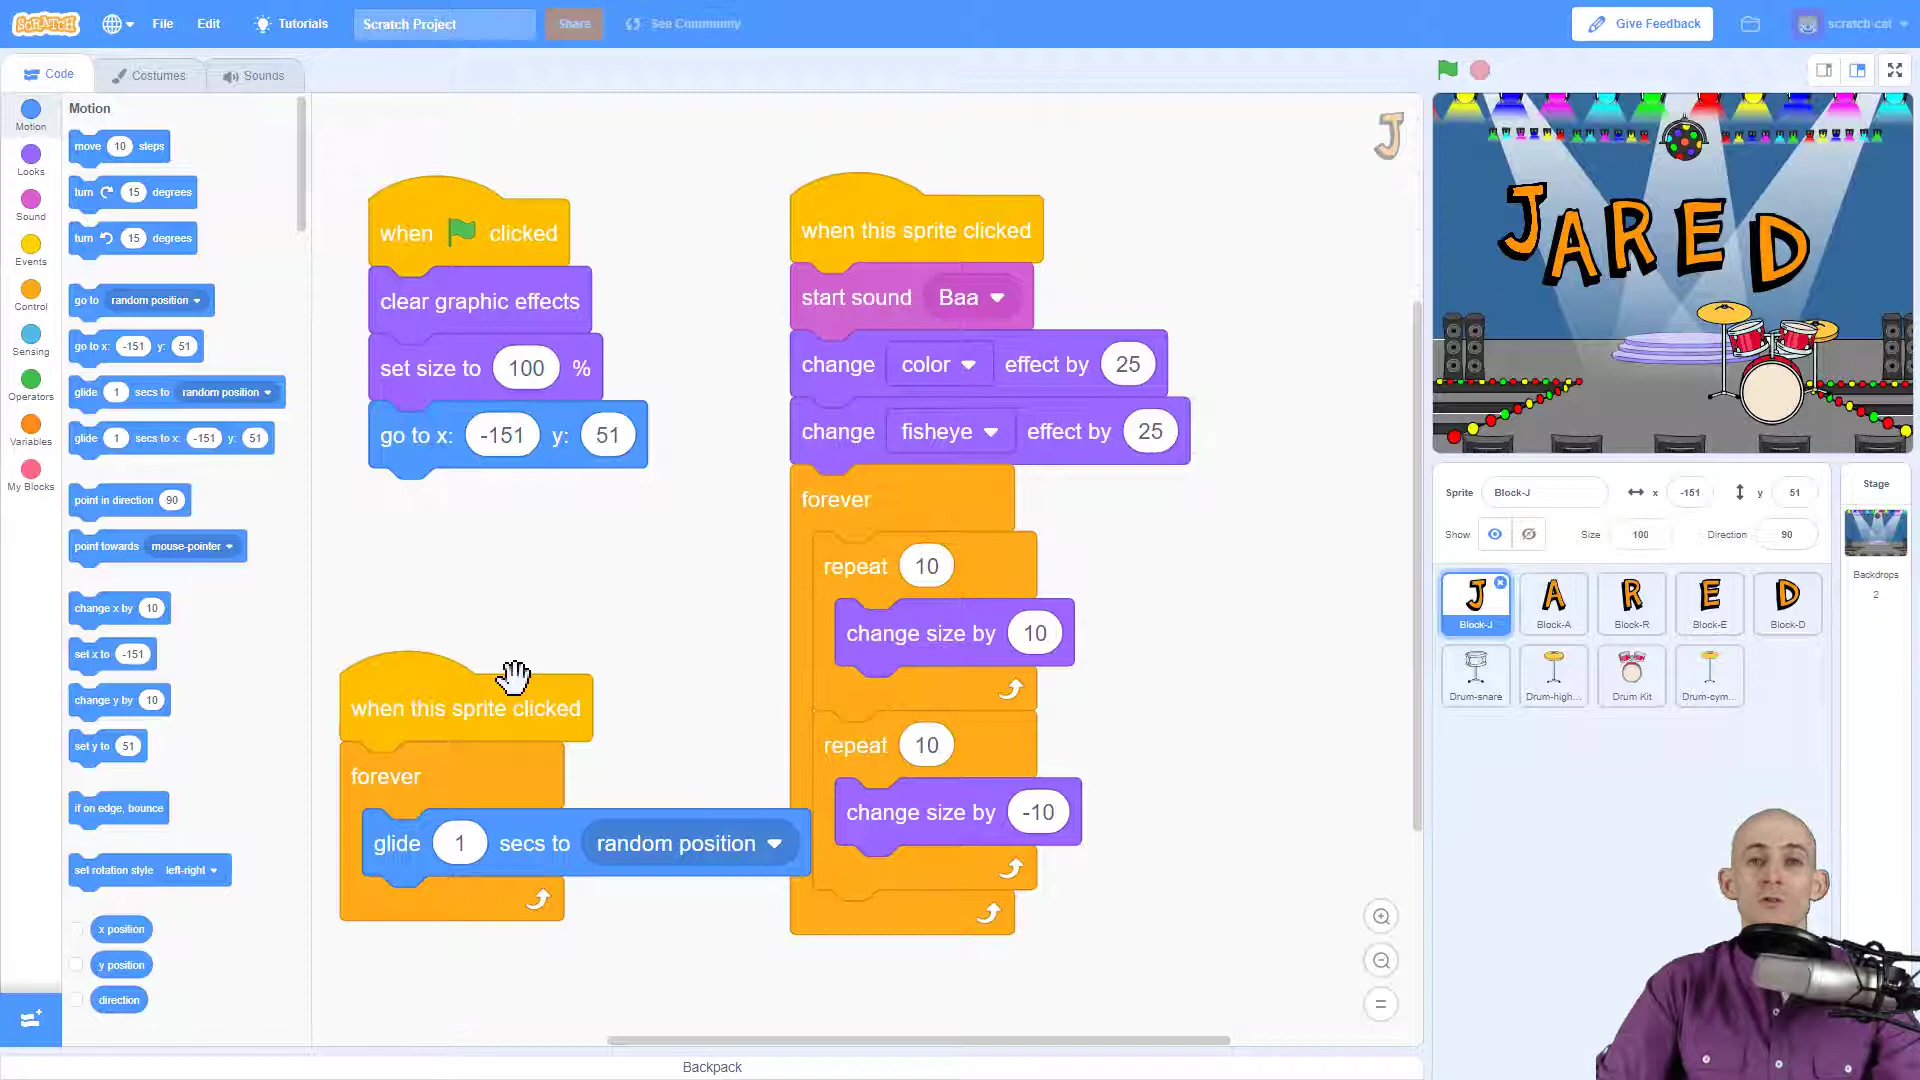 SCRATCH File Edit Tutorials Scratch Project Share See Community Give Feedback scratch-cat
Code Costumes Sounds
Motion
Looks
Sound
Events
Control
Sensing
Operators
Variables
My Blocks
Motion
move 10 steps
turn 15 degrees
turn 15 degrees
go to random position
go to x: -151 y: 51
glide 1 secs to random position
glide 1 secs to x: -151 y: 51
point in direction 90
point towards mouse-pointer
change x by 10
set x to -151
change y by 10
set y to 51
if on edge, bounce
set rotation style left-right
x position
y position
direction
when clicked
clear graphic effects
set size to 100 %
go to x: -151 y: 51
when this sprite clicked
forever
glide 1 secs to random position
when this sprite clicked
start sound Baa
change color effect by 25
change fisheye effect by 25
forever
repeat 10
change size by 10
repeat 10
change size by -10
J
JARED
Sprite Block-J x -151 y 51
Show Size 100 Direction 90
Stage
Backdrops
2
J A R E D
Block-J Block-A Block-R Block-E Block-D
Drum-snare Drum-high... Drum Kit Drum-cym...
Backpack